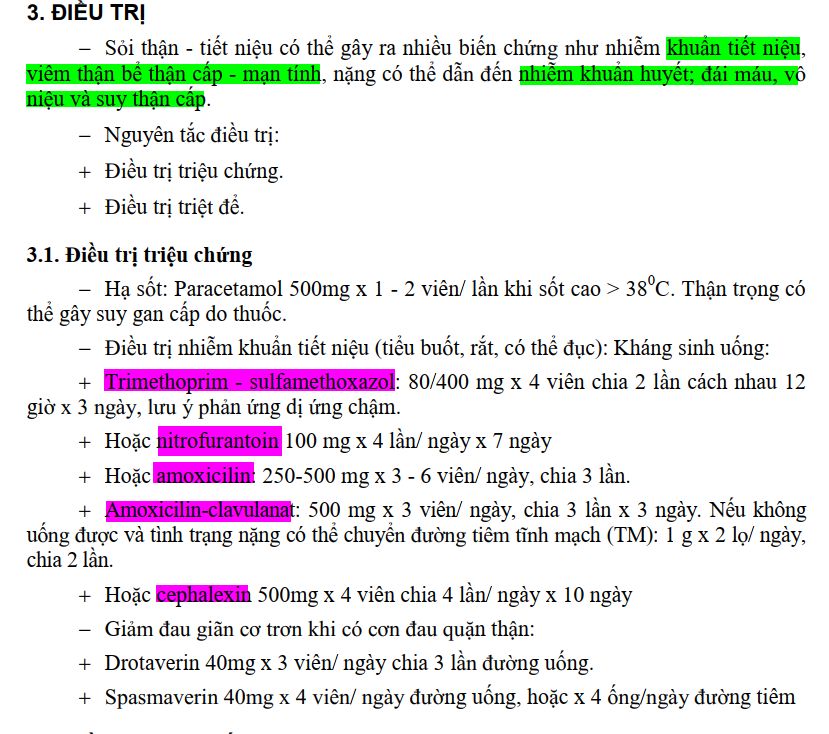 3. ĐIỀU TRỊ
− Sỏi thận - tiết niệu có thể gây ra nhiều biến chứng như nhiễm khuẩn tiết niệu,
viêm thận bể thận cấp - mạn tính, nặng có thể dẫn đến nhiễm khuẩn huyết; đái máu, vô
niệu và suy thận cấp.
− Nguyên tắc điều trị:
+ Điều trị triệu chứng.
+ Điều trị triệt để.
3.1. Điều trị triệu chứng
− Hạ sốt: Paracetamol 500mg x 1 - 2 viên/ lần khi sốt cao > 38⁰C. Thận trọng có
thể gây suy gan cấp do thuốc.
− Điều trị nhiễm khuẩn tiết niệu (tiểu buốt, rắt, có thể đục): Kháng sinh uống:
+ Trimethoprim - sulfamethoxazol: 80/400 mg x 4 viên chia 2 lần cách nhau 12
giờ x 3 ngày, lưu ý phản ứng dị ứng chậm.
+ Hoặc nitrofurantoin 100 mg x 4 lần/ ngày x 7 ngày
+ Hoặc amoxicilin: 250-500 mg x 3 - 6 viên/ ngày, chia 3 lần.
+ Amoxicilin-clavulanat: 500 mg x 3 viên/ ngày, chia 3 lần x 3 ngày. Nếu không
uống được và tình trạng nặng có thể chuyển đường tiêm tĩnh mạch (TM): 1 g x 2 lọ/ ngày,
chia 2 lần.
+ Hoặc cephalexin 500mg x 4 viên chia 4 lần/ ngày x 10 ngày
− Giảm đau giãn cơ trơn khi có cơn đau quặn thận:
+ Drotaverin 40mg x 3 viên/ ngày chia 3 lần đường uống.
+ Spasmaverin 40mg x 4 viên/ ngày đường uống, hoặc x 4 ống/ngày đường tiêm